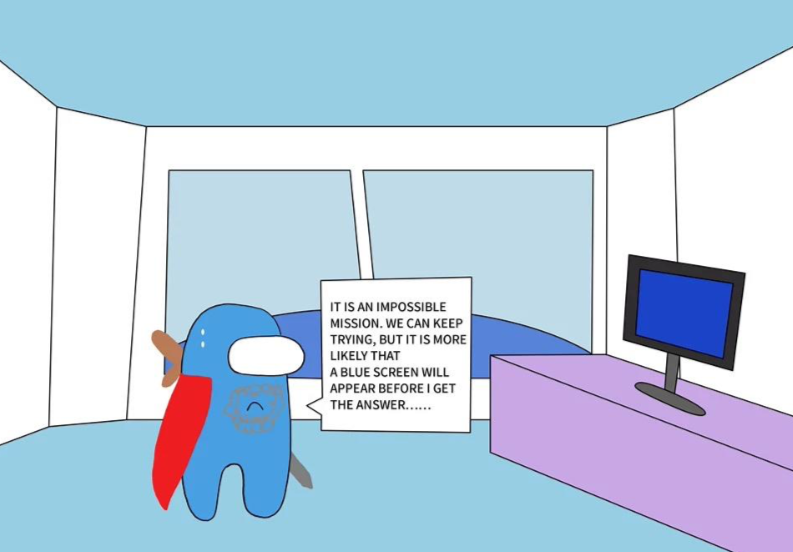 IT IS AN IMPOSSIBLE
MISSION. WE CAN KEEP
TRYING, BUT IT IS MORE
LIKELY THAT
A BLUE SCREEN WILL
APPEAR BEFORE I GET
THE ANSWER......